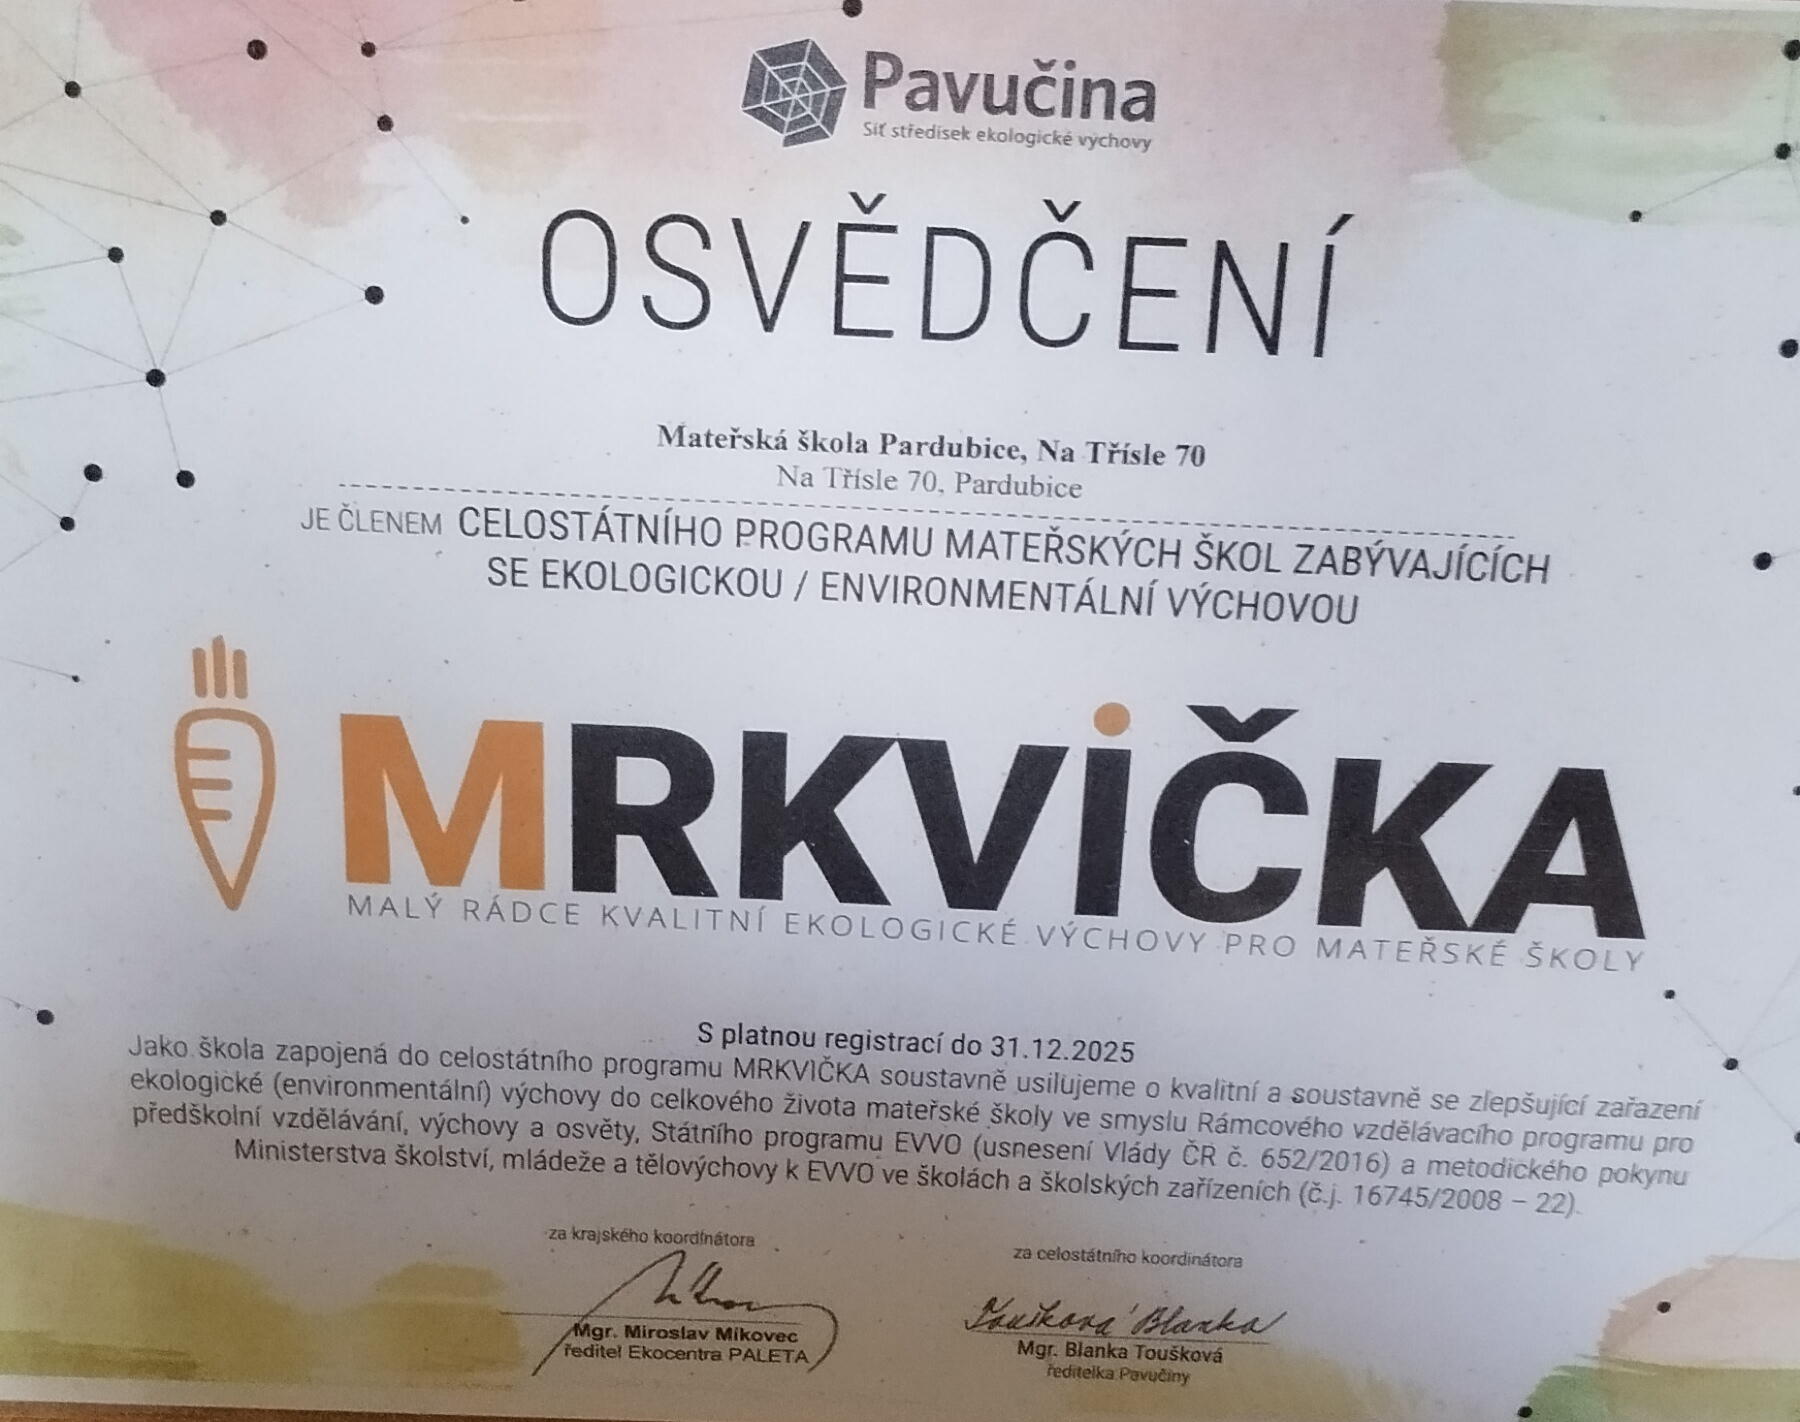 Pavučina
Síť středisek ekologické výchovy
OSVĚDČENÍ
Mateřská škola Pardubice, Na Třísle 70
Na Třísle 70, Pardubice
JE ČLENEM CELOSTÁTNÍHO PROGRAMU MATEŘSKÝCH ŠKOL ZABÝVAJÍCÍCH
SE EKOLOGICKOU / ENVIRONMENTÁLNÍ VÝCHOVOU
MRKVIČKA
MALÝ RÁDCE KVALITNÍ EKOLOGICKÉ VÝCHOVY PRO MATEŘSKÉ ŠKOLY
S platnou registrací do 31.12.2025
Jako škola zapojená do celostátního programu MRKVIČKA soustavně usilujeme o kvalitní a soustavně se zlepšující zařazení
ekologické (environmentální) výchovy do celkového života mateřské školy ve smyslu Rámcového vzdělávacího programu pro
předškolní vzdělávání, výchovy a osvěty, Státního programu EVVO (usnesení Vlády ČR č. 652/2016) a metodického pokynu
Ministerstva školství, mládeže a tělovýchovy k EVVO ve školách a školských zařízeních (č.j. 16745/2008 – 22).
za krajského koordinátora
Mgr. Miroslav Míkovec
ředitel Ekocentra PALETA
za celostátního koordinátora
Toušková Blanka
Mgr. Blanka Toušková
ředitelka Pavučiny